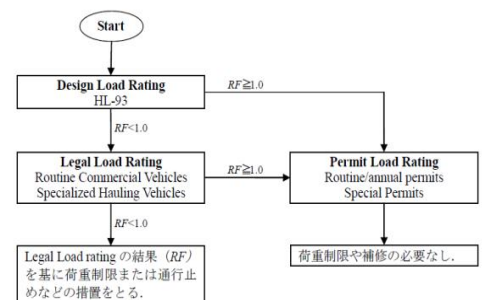 Start
Design Load Rating
HL-93
RF≧1.0
RF<1.0
Legal Load Rating
Routine Commercial Vehicles
Specialized Hauling Vehicles
RF≧1.0
Permit Load Rating
Routine/annual permits
Special Permits
RF<1.0
Legal Load rating の結果（RF）
を基に荷重制限または通行止
めなどの措置をとる．
荷重制限や補修の必要なし．